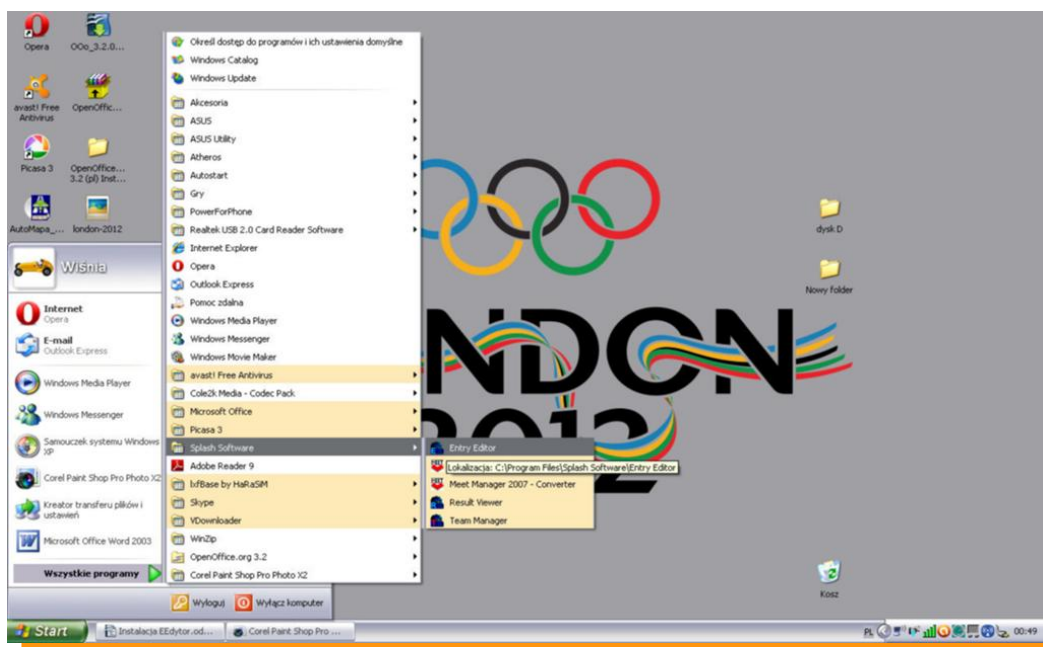 Opera
OOo_3.2.0...
avast! Free
Antivirus
OpenOffic...
Picasa 3
OpenOffice...
3.2 (pl) Inst...
AutoMapa_...
london-2012
Wiśnia
Internet
Opera
E-mail
Outlook Express
Windows Media Player
Windows Messenger
Samouczek systemu Windows
XP
Corel Paint Shop Pro Photo X2
Kreator transferu plików i
ustawień
Microsoft Office Word 2003
Wszystkie programy
Określ dostęp do programów i ich ustawienia domyślne
Windows Catalog
Windows Update
Akcesoria
ASUS
ASUS Utility
Atheros
Autostart
Gry
PowerForPhone
Realtek USB 2.0 Card Reader Software
Internet Explorer
Opera
Outlook Express
Pomoc zdalna
Windows Media Player
Windows Messenger
Windows Movie Maker
avast! Free Antivirus
Cole2k Media - Codec Pack
Microsoft Office
Picasa 3
Splash Software
Adobe Reader 9
IxfBase by HaRaSiM
Skype
VDownloader
WinZip
OpenOffice.org 3.2
Corel Paint Shop Pro Photo X2
Entry Editor
Lokalizacja: C:\Program Files\Splash Software\Entry Editor
Meet Manager 2007 - Converter
Result Viewer
Team Manager
NDON
2012
dysk D
Nowy folder
Kosz
Wyloguj
Wyłącz komputer
Start
Instalacja EEdytor.od...
Corel Paint Shop Pro ...
PL
00:49